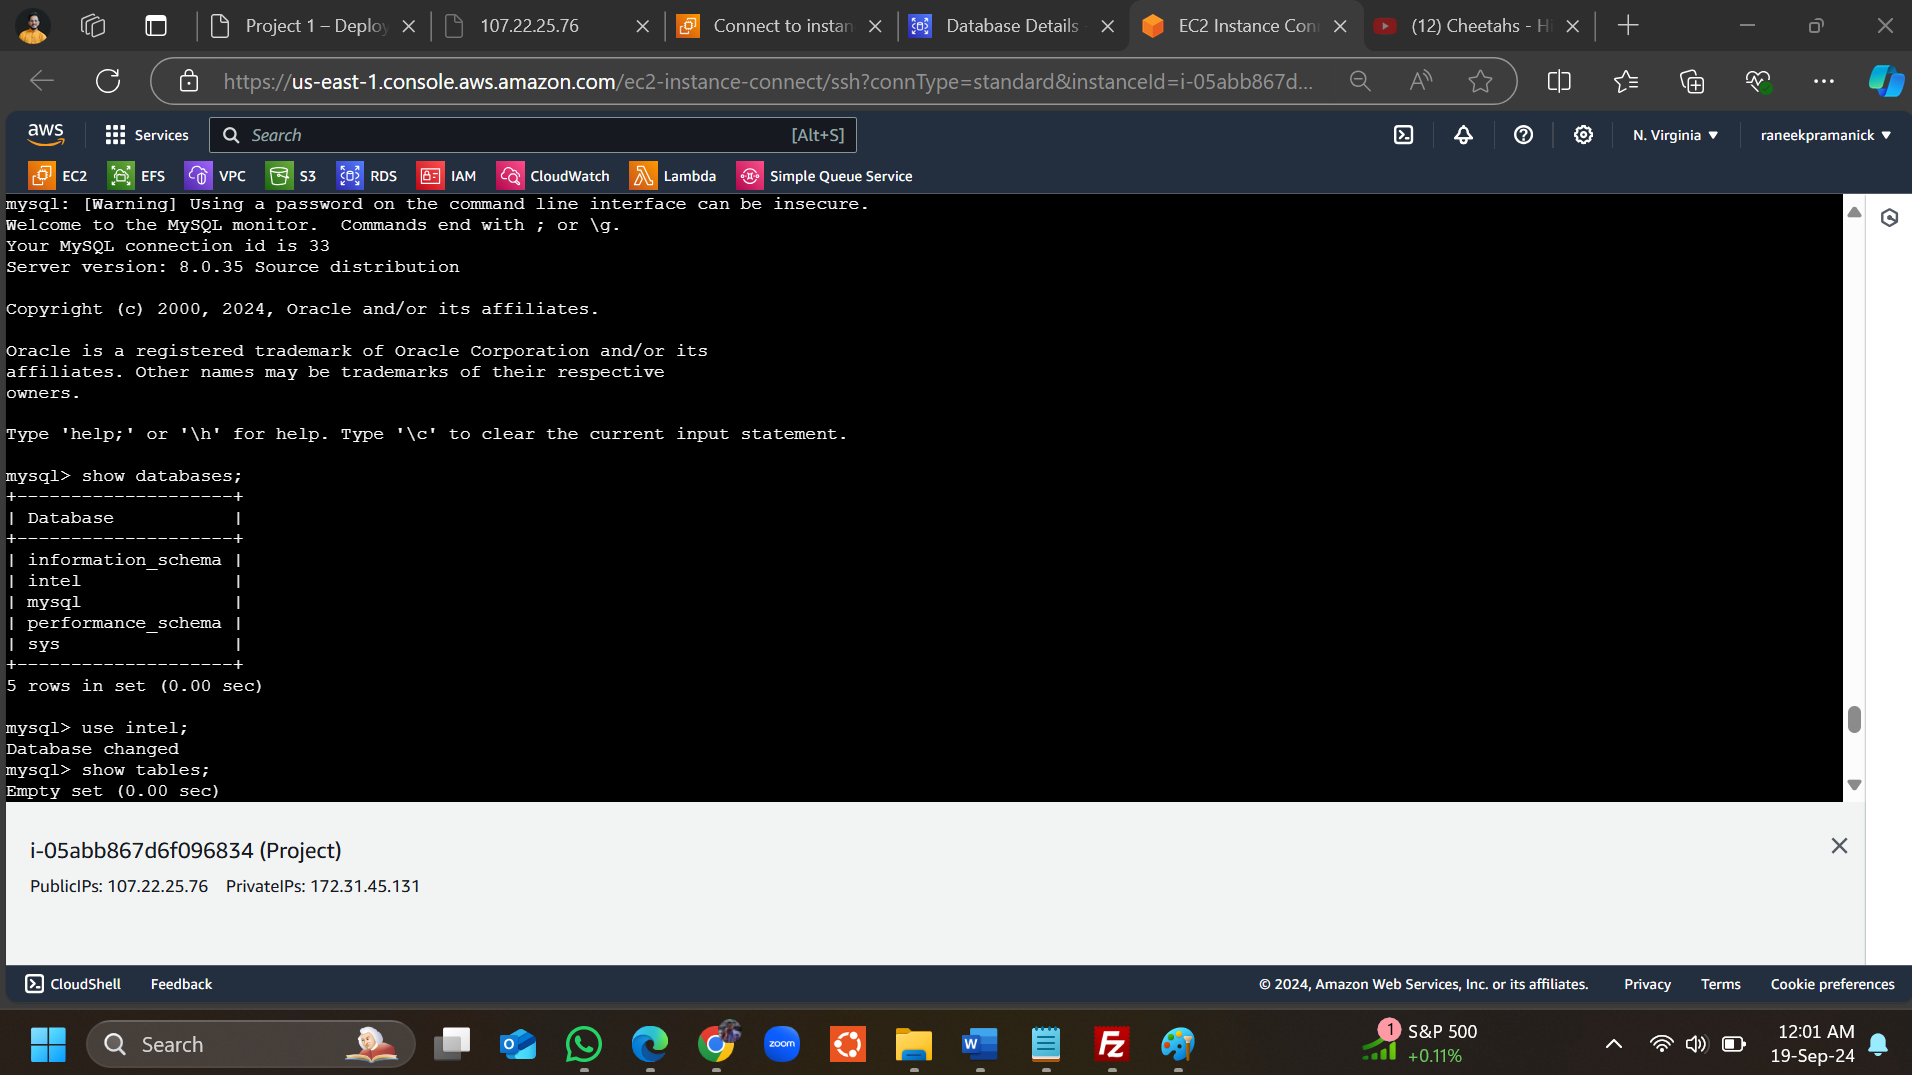 Project 1 – Deploy
107.22.25.76
Connect to instan
Database Details
EC2 Instance Con
(12) Cheetahs - Hi
https://us-east-1.console.aws.amazon.com/ec2-instance-connect/ssh?connType=standard&instanceId=i-05abb867d...
aws
Services
Search
[Alt+S]
N. Virginia
raneekpramanick
EC2
EFS
VPC
S3
RDS
IAM
CloudWatch
Lambda
Simple Queue Service
mysql: [Warning] Using a password on the command line interface can be insecure.
Welcome to the MySQL monitor.  Commands end with ; or \g.
Your MySQL connection id is 33
Server version: 8.0.35 Source distribution
Copyright (c) 2000, 2024, Oracle and/or its affiliates.
Oracle is a registered trademark of Oracle Corporation and/or its
affiliates. Other names may be trademarks of their respective
owners.
Type 'help;' or '\h' for help. Type '\c' to clear the current input statement.
mysql> show databases;
+--------------------+
| Database           |
+--------------------+
| information_schema |
| intel              |
| mysql              |
| performance_schema |
| sys                |
+--------------------+
5 rows in set (0.00 sec)
mysql> use intel;
Database changed
mysql> show tables;
Empty set (0.00 sec)
i-05abb867d6f096834 (Project)
PublicIPs: 107.22.25.76    PrivateIPs: 172.31.45.131
CloudShell
Feedback
© 2024, Amazon Web Services, Inc. or its affiliates.
Privacy
Terms
Cookie preferences
Search
zoom
1
S&P 500
+0.11%
12:01 AM
19-Sep-24